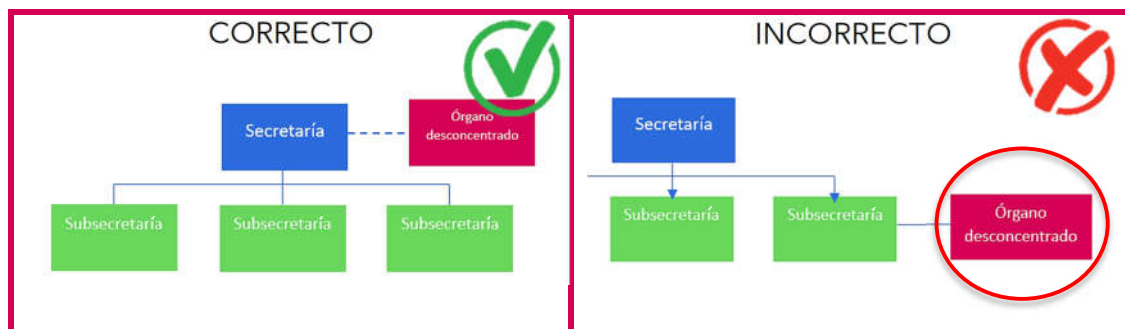 CORRECTO
Secretaría
Órgano
desconcentrado
Subsecretaría
Subsecretaría
Subsecretaría
INCORRECTO
Secretaría
Subsecretaría
Subsecretaría
Órgano
desconcentrado